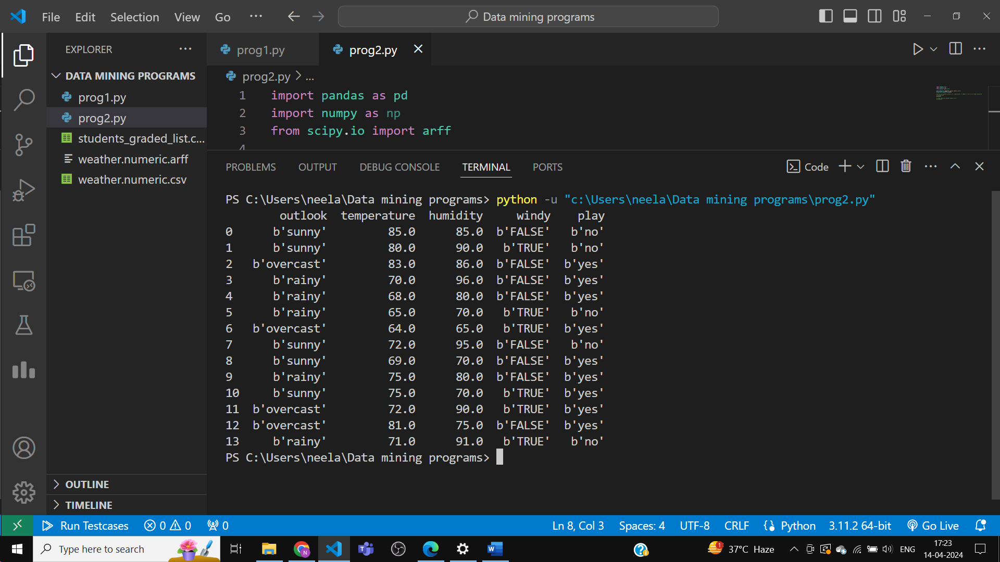 File Edit Selection View Go ··· Data mining programs
EXPLORER ···
prog1.py prog2.py
DATA MINING PROGRAMS
prog1.py
prog2.py
students_graded_list.c...
weather.numeric.arff
weather.numeric.csv
OUTLINE
TIMELINE
prog2.py > ...
1 import pandas as pd
2 import numpy as np
3 from scipy.io import arff
4
PROBLEMS OUTPUT DEBUG CONSOLE TERMINAL PORTS Code
PS C:\Users\neela\Data mining programs> python -u "c:\Users\neela\Data mining programs\prog2.py"
outlook temperature humidity windy play
0 b'sunny' 85.0 85.0 b'FALSE' b'no'
1 b'sunny' 80.0 90.0 b'TRUE' b'no'
2 b'overcast' 83.0 86.0 b'FALSE' b'yes'
3 b'rainy' 70.0 96.0 b'FALSE' b'yes'
4 b'rainy' 68.0 80.0 b'FALSE' b'yes'
5 b'rainy' 65.0 70.0 b'TRUE' b'no'
6 b'overcast' 64.0 65.0 b'TRUE' b'yes'
7 b'sunny' 72.0 95.0 b'FALSE' b'no'
8 b'sunny' 69.0 70.0 b'FALSE' b'yes'
9 b'rainy' 75.0 80.0 b'FALSE' b'yes'
10 b'sunny' 75.0 70.0 b'TRUE' b'yes'
11 b'overcast' 72.0 90.0 b'TRUE' b'yes'
12 b'overcast' 81.0 75.0 b'FALSE' b'yes'
13 b'rainy' 71.0 91.0 b'TRUE' b'no'
PS C:\Users\neela\Data mining programs>
Run Testcases 0 0 0 Ln 8, Col 3 Spaces: 4 UTF-8 CRLF Python 3.11.2 64-bit Go Live
Type here to search 37°C Haze ENG 17:23
14-04-2024